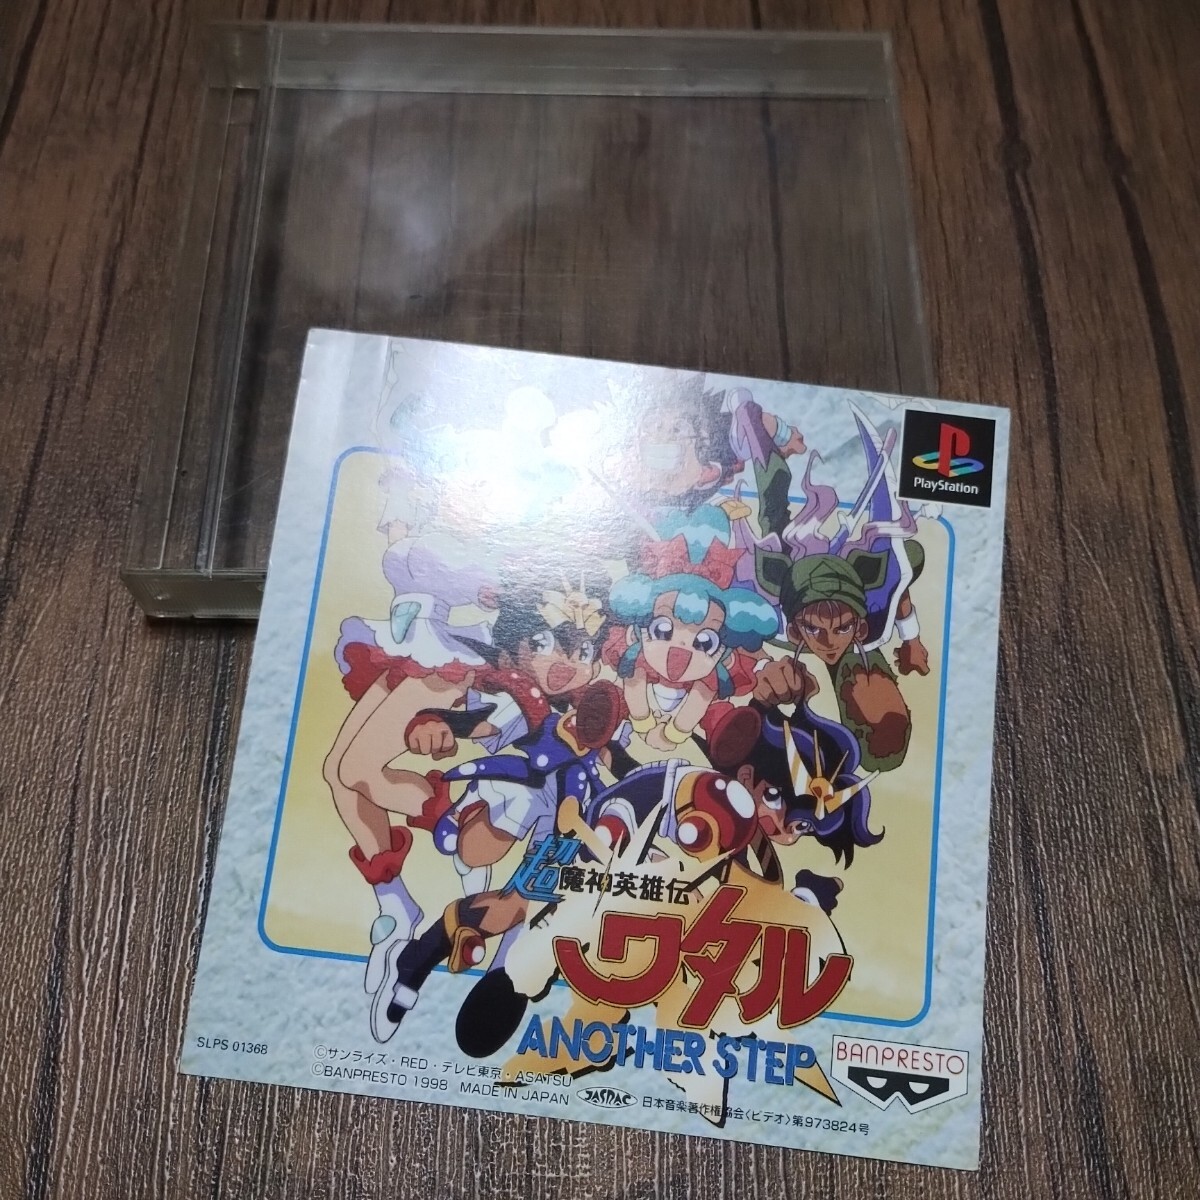 PlayStation
超魔神英雄伝
ワタル
ANOTHER STEP
BANPRESTO
SLPS 01368
©サンライズ・RED・テレビ東京・ASATSU
©BANPRESTO 1998 MADE IN JAPAN
JASRAC
日本音楽著作権協会〈ビデオ〉第973824号